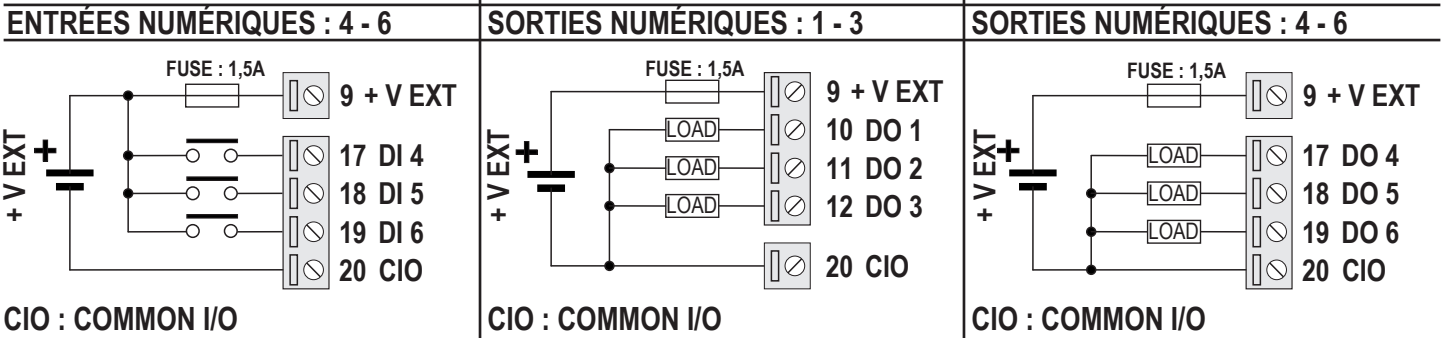 ENTRÉES NUMÉRIQUES : 4 - 6
FUSE : 1,5A
9 + V EXT
+ V EXT
+
17 DI 4
18 DI 5
19 DI 6
20 CIO
CIO : COMMON I/O
SORTIES NUMÉRIQUES : 1 - 3
FUSE : 1,5A
9 + V EXT
+ V EXT
+
LOAD 10 DO 1
LOAD 11 DO 2
LOAD 12 DO 3
20 CIO
CIO : COMMON I/O
SORTIES NUMÉRIQUES : 4 - 6
FUSE : 1,5A
9 + V EXT
+ V EXT
+
LOAD 17 DO 4
LOAD 18 DO 5
LOAD 19 DO 6
20 CIO
CIO : COMMON I/O